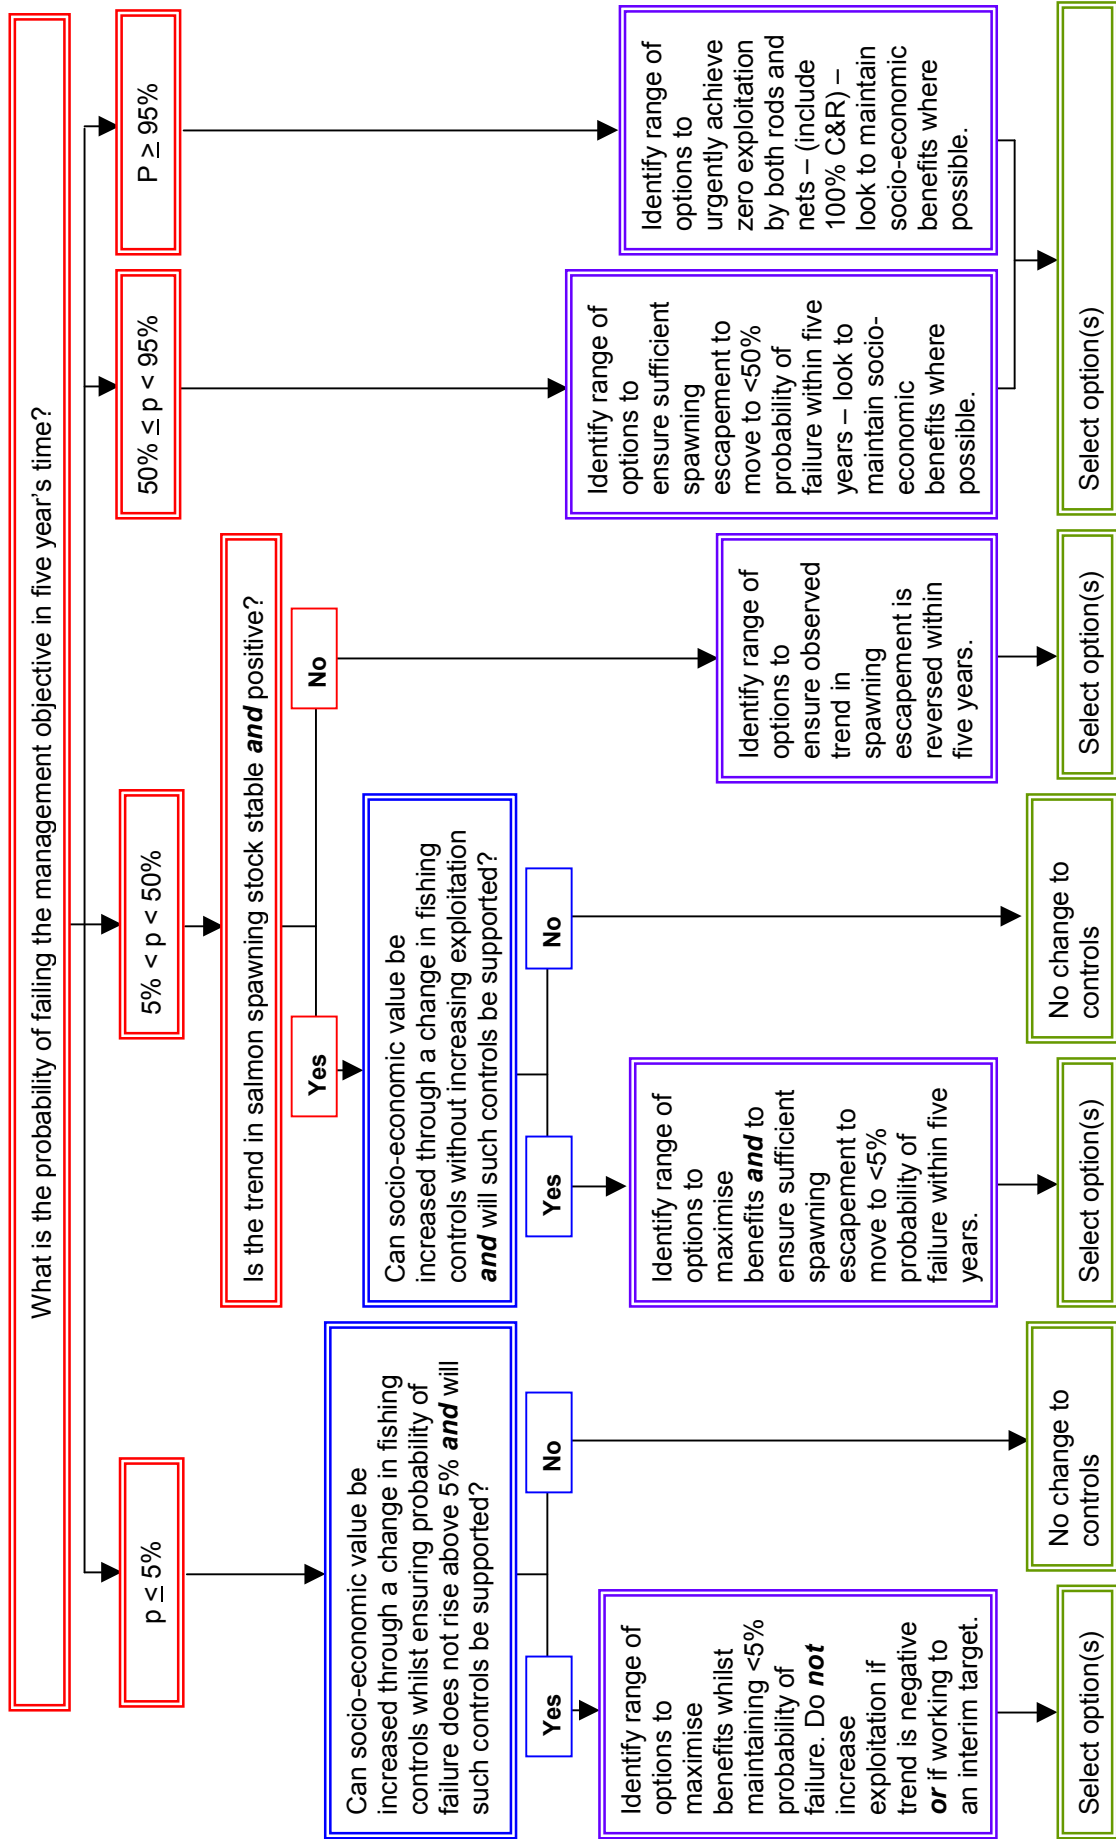 What is the probability of failing the management objective in five year's time?
p ≤ 5%
5% < p < 50%
50% ≤ p < 95%
P ≥ 95%
Is the trend in salmon spawning stock stable and positive?
Yes
No
Can socio-economic value be
increased through a change in fishing
controls whilst ensuring probability of
failure does not rise above 5% and will
such controls be supported?
Yes
No
Can socio-economic value be
increased through a change in fishing
controls without increasing exploitation
and will such controls be supported?
Yes
No
Identify range of
options to
maximise
benefits whilst
maintaining <5%
probability of
failure. Do not
increase
exploitation if
trend is negative
or if working to
an interim target.
Identify range of
options to
maximise
benefits and to
ensure sufficient
spawning
escapement to
move to <5%
probability of
failure within five
years.
Identify range of
options to
ensure observed
trend in
spawning
escapement is
reversed within
five years.
Identify range of
options to
ensure sufficient
spawning
escapement to
move to <50%
probability of
failure within five
years – look to
maintain socio-
economic
benefits where
possible.
Identify range of
options to
urgently achieve
zero exploitation
by both rods and
nets – (include
100% C&R) –
look to maintain
socio-economic
benefits where
possible.
Select option(s)
No change to
controls
Select option(s)
No change to
controls
Select option(s)
Select option(s)